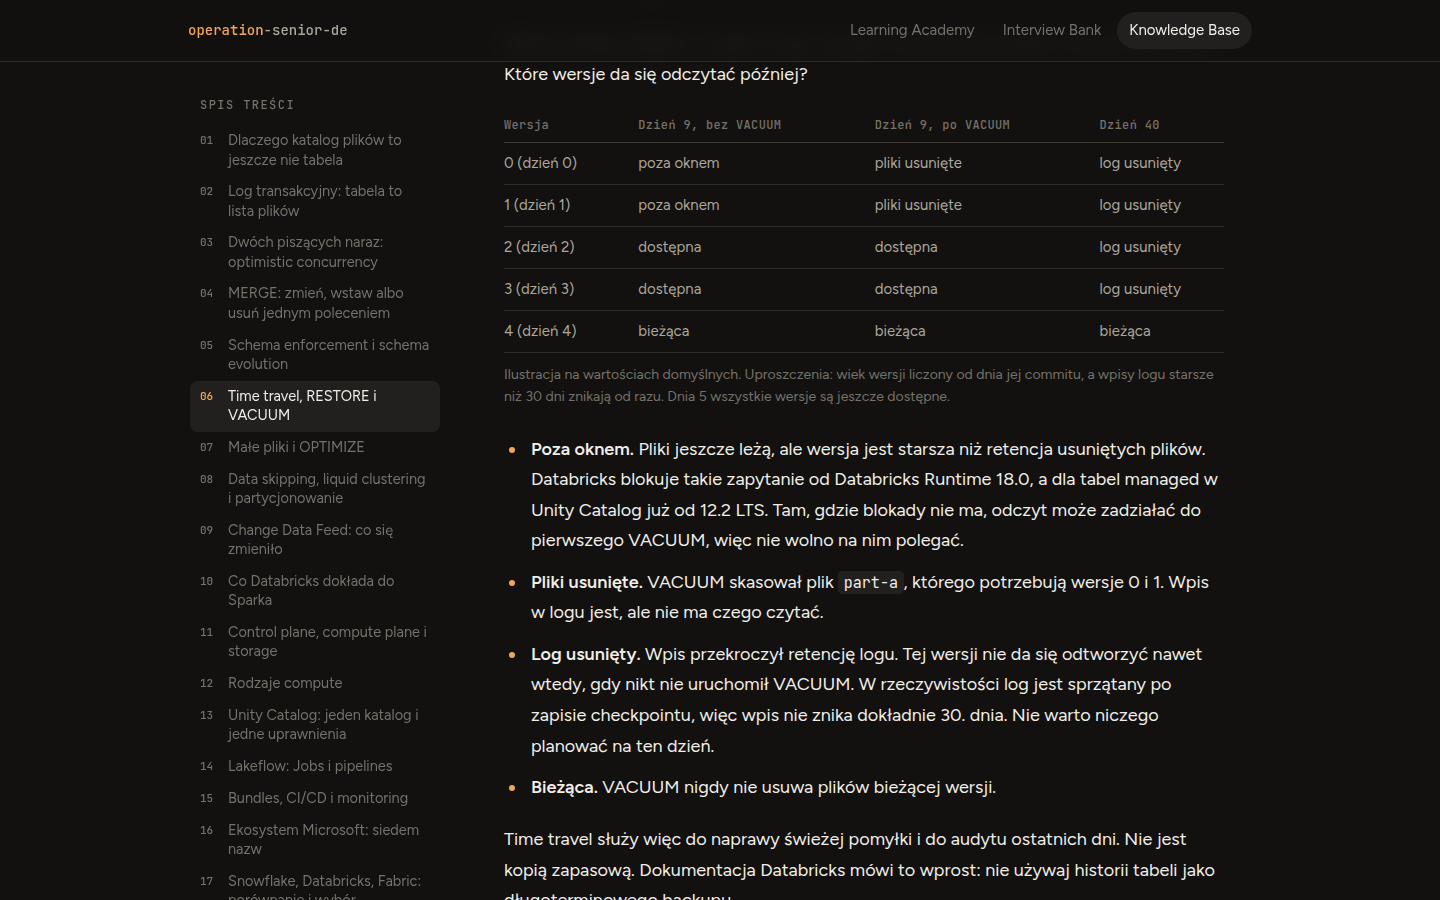 operation-senior-de
Learning Academy
Interview Bank
Knowledge Base
SPIS TREŚCI
01 Dlaczego katalog plików to
jeszcze nie tabela
02 Log transakcyjny: tabela to
lista plików
03 Dwóch piszących naraz:
optimistic concurrency
04 MERGE: zmień, wstaw albo
usuń jednym poleceniem
05 Schema enforcement i schema
evolution
06 Time travel, RESTORE i
VACUUM
07 Małe pliki i OPTIMIZE
08 Data skipping, liquid clustering
i partycjonowanie
09 Change Data Feed: co się
zmieniło
10 Co Databricks dokłada do
Sparka
11 Control plane, compute plane i
storage
12 Rodzaje compute
13 Unity Catalog: jeden katalog i
jedne uprawnienia
14 Lakeflow: Jobs i pipelines
15 Bundles, CI/CD i monitoring
16 Ekosystem Microsoft: siedem
nazw
17 Snowflake, Databricks, Fabric:
porównanie i wybór
Które wersje da się odczytać później?
Wersja Dzień 9, bez VACUUM Dzień 9, po VACUUM Dzień 40
0 (dzień 0) poza oknem pliki usunięte log usunięty
1 (dzień 1) poza oknem pliki usunięte log usunięty
2 (dzień 2) dostępna dostępna log usunięty
3 (dzień 3) dostępna dostępna log usunięty
4 (dzień 4) bieżąca bieżąca bieżąca
Ilustracja na wartościach domyślnych. Uproszczenia: wiek wersji liczony od dnia jej commitu, a wpisy logu starsze
niż 30 dni znikają od razu. Dnia 5 wszystkie wersje są jeszcze dostępne.
Poza oknem. Pliki jeszcze leżą, ale wersja jest starsza niż retencja usuniętych plików.
Databricks blokuje takie zapytanie od Databricks Runtime 18.0, a dla tabel managed w
Unity Catalog już od 12.2 LTS. Tam, gdzie blokady nie ma, odczyt może zadziałać do
pierwszego VACUUM, więc nie wolno na nim polegać.
Pliki usunięte. VACUUM skasował plik part-a, którego potrzebują wersje 0 i 1. Wpis
w logu jest, ale nie ma czego czytać.
Log usunięty. Wpis przekroczył retencję logu. Tej wersji nie da się odtworzyć nawet
wtedy, gdy nikt nie uruchomił VACUUM. W rzeczywistości log jest sprzątany po
zapisie checkpointu, więc wpis nie znika dokładnie 30. dnia. Nie warto niczego
planować na ten dzień.
Bieżąca. VACUUM nigdy nie usuwa plików bieżącej wersji.
Time travel służy więc do naprawy świeżej pomyłki i do audytu ostatnich dni. Nie jest
kopią zapasową. Dokumentacja Databricks mówi to wprost: nie używaj historii tabeli jako
długoterminowego backupu.